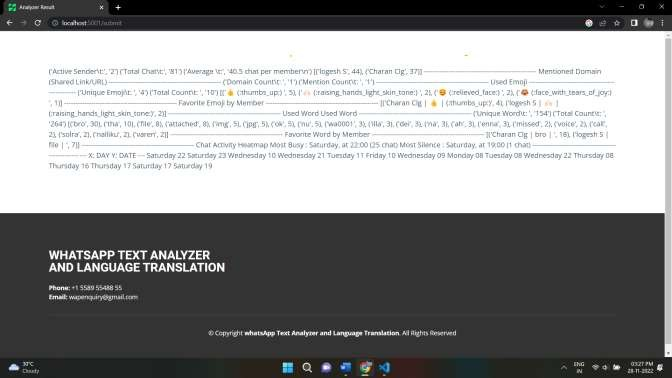 Analyzer Result
localhost:5001/submit
('Active Sender\t:', '2') ('Total Chat\t:', '81') ('Average \t:', '40.5 chat per member\n') [('logesh S', 44), ('Charan Clg', 37)] ---------------------------------------- Mentioned Domain
(Shared Link/URL) ---------------------------------------- ('Domain Count\t:', '1') ('Mention Count\t:', '1') ---------------------------------------- Used Emoji------------------------------
---------- ('Unique Emoji\t:', '4') ('Total Count\t:', '10') [('👍 (:thumbs_up:)', 5), ('🙌🏻 (:raising_hands_light_skin_tone:)', 2), ('😌 (:relieved_face:)', 2), ('😂 (:face_with_tears_of_joy:)
', 1)] ---------------------------------------- Favorite Emoji by Member ---------------------------------------- [('Charan Clg | 👍 | (:thumbs_up:)', 4), ('logesh S | 🙌🏻 |
(:raising_hands_light_skin_tone:)', 2)] ---------------------------------------- Used Word Used Word ---------------------------------------- ('Unique Word\t:', '154') ('Total Count\t:',
'264') [('bro', 30), ('tha', 10), ('file', 8), ('attached', 8), ('img', 5), ('jpg', 5), ('ok', 5), ('nu', 5), ('wa0001', 3), ('illa', 3), ('dei', 3), ('na', 3), ('ah', 3), ('enna', 3), ('missed', 2), ('voice', 2), ('call',
2), ('solra', 2), ('nalliku', 2), ('varen', 2)] ---------------------------------------- Favorite Word by Member ---------------------------------------- [('Charan Clg | bro | ', 18), ('logesh S |
file | ', 7)] ---------------------------------------- Chat Activity Heatmap Most Busy : Saturday, at 22:00 (25 chat) Most Silence : Saturday, at 19:00 (1 chat) ------------------------------
---------------- X: DAY Y: DATE --- Saturday 22 Saturday 23 Wednesday 10 Wednesday 21 Tuesday 11 Friday 10 Wednesday 09 Monday 08 Tuesday 08 Wednesday 22 Thursday 08
Thursday 16 Thursday 17 Saturday 17 Saturday 19
WHATSAPP TEXT ANALYZER
AND LANGUAGE TRANSLATION
Phone: +1 5589 55488 55
Email: wapenquiry@gmail.com
© Copyright whatsApp Text Analyzer and Language Translation. All Rights Reserved
30°C
Cloudy
ENG
IN
03:27 PM
28-11-2022